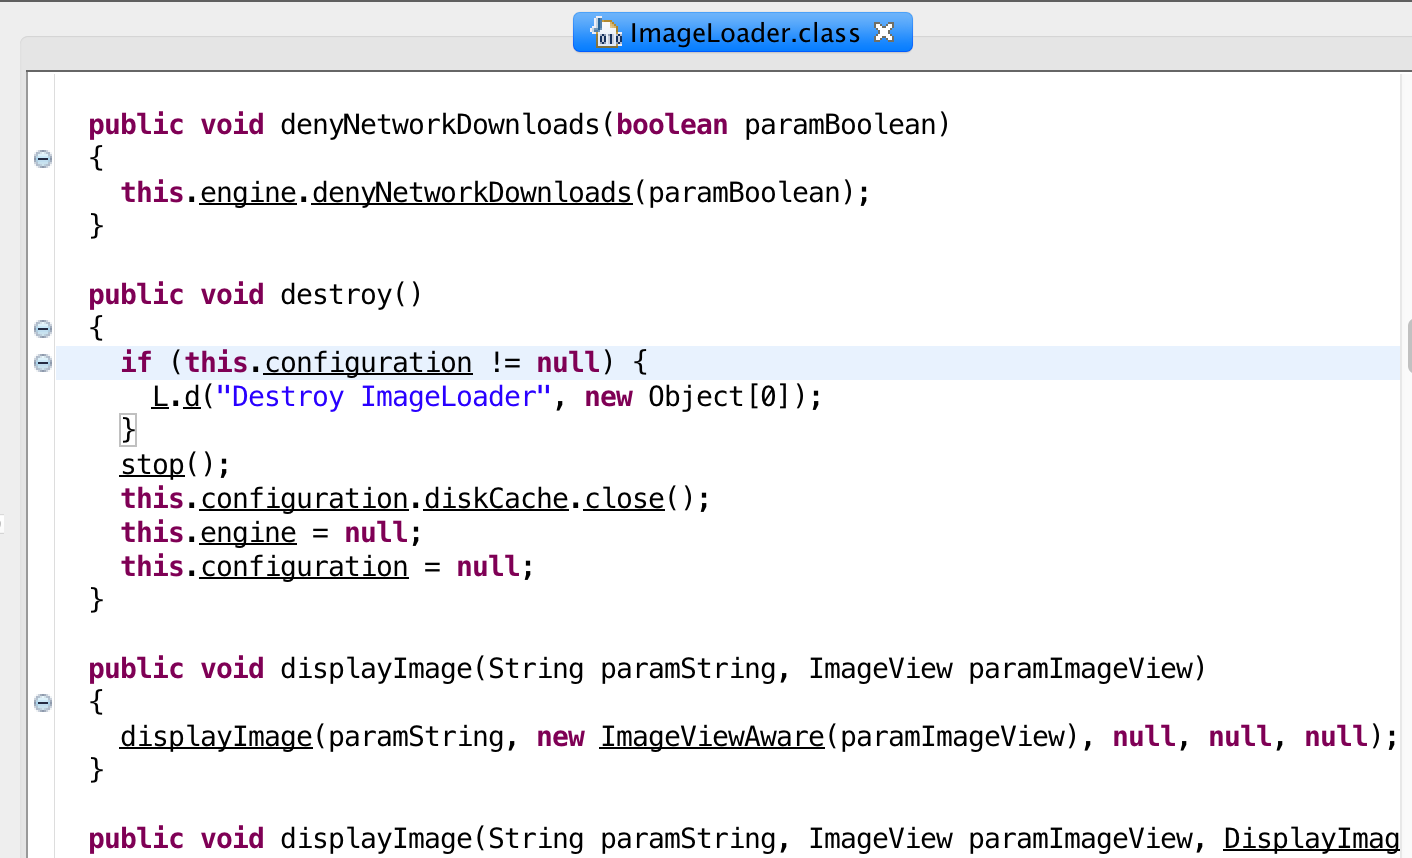 ImageLoader.class
public void denyNetworkDownloads(boolean paramBoolean)
{
this.engine.denyNetworkDownloads(paramBoolean);
}
public void destroy()
{
if (this.configuration != null) {
L.d("Destroy ImageLoader", new Object[0]);
}
stop();
this.configuration.diskCache.close();
this.engine = null;
this.configuration = null;
}
public void displayImage(String paramString, ImageView paramImageView)
{
displayImage(paramString, new ImageViewAware(paramImageView), null, null, null);
}
public void displayImage(String paramString, ImageView paramImageView, DisplayImag